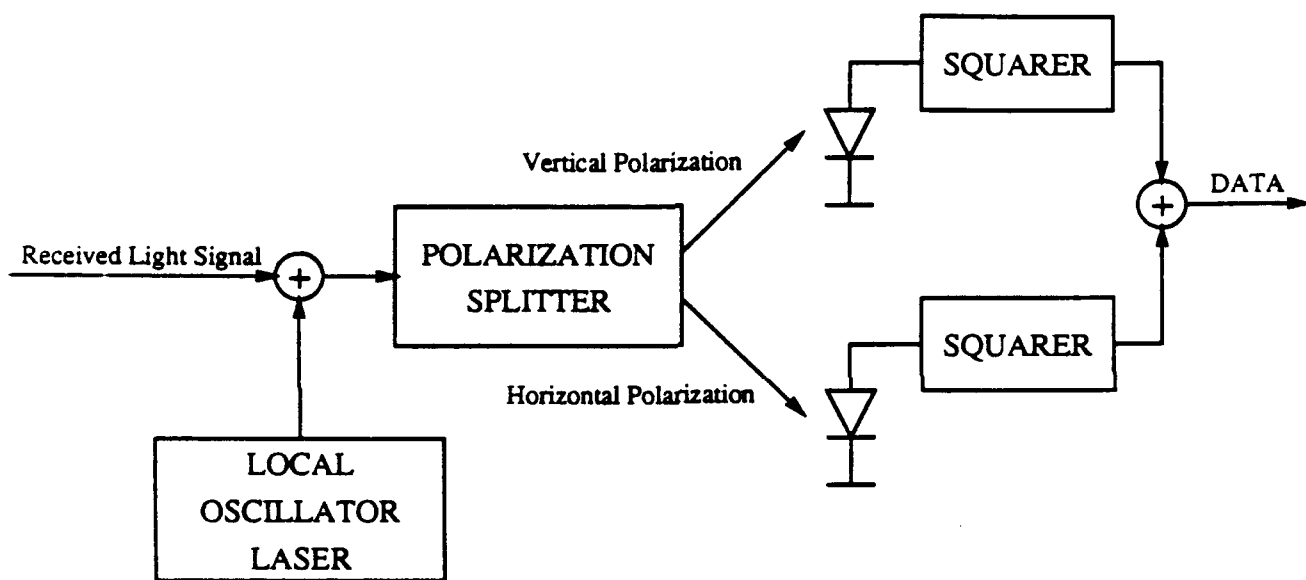 SQUARER
Vertical Polarization
DATA
Received Light Signal
+
+
POLARIZATION
SPLITTER
SQUARER
Horizontal Polarization
LOCAL
OSCILLATOR
LASER